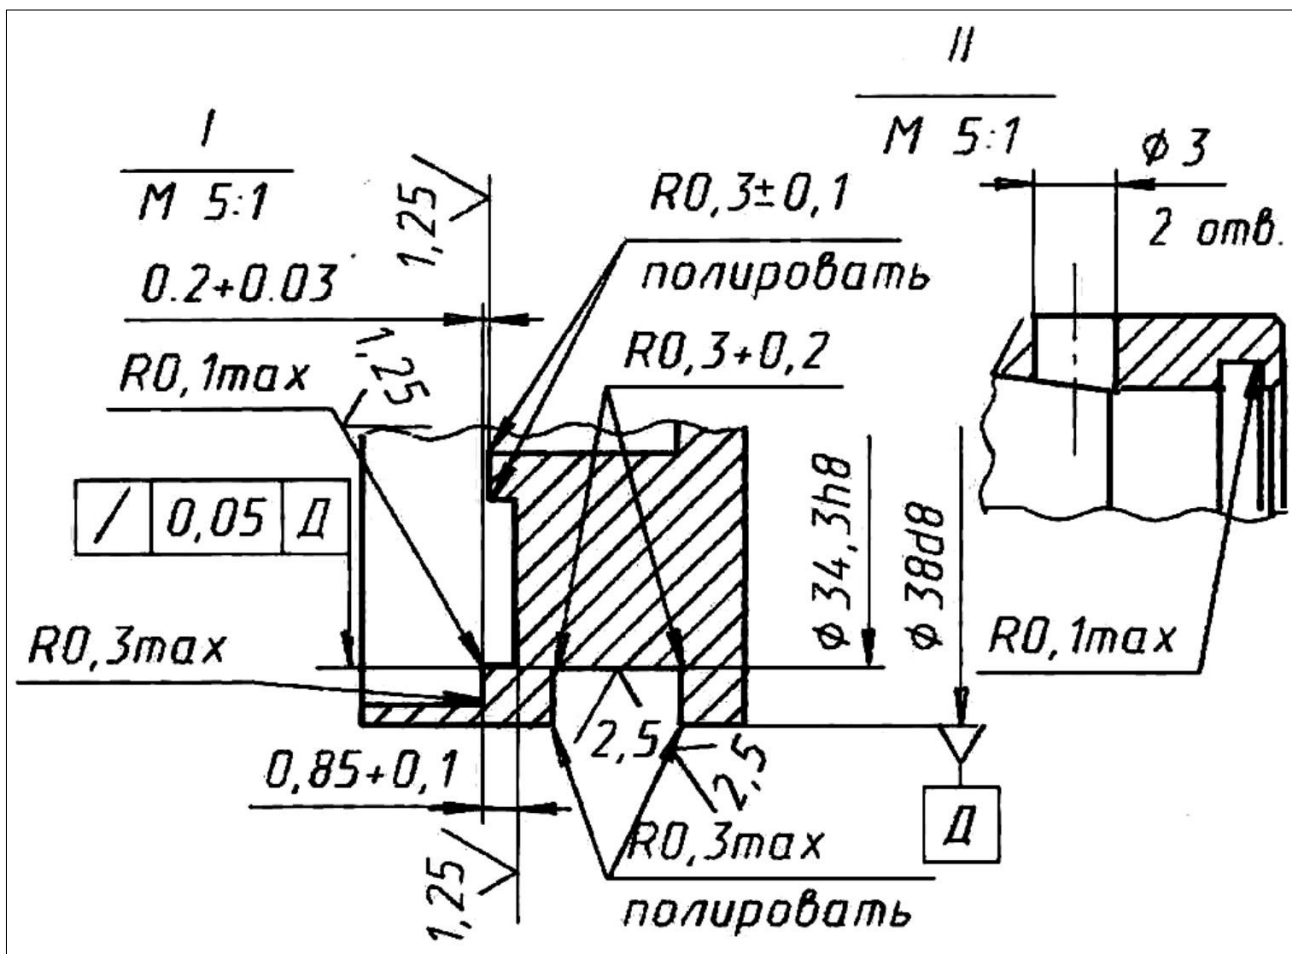 I
М 5:1
II
М 5:1
⌀ 3
2 отв.
1,25
R0,3±0,1
полировать
0.2+0.03
1,25
R0,1max
R0,3+0,2
/ 0,05 Д
⌀ 34,3h8
⌀ 38d8
R0,3max
R0,1max
2,5
2,5
0,85+0,1
1,25
R0,3max
полировать
Д